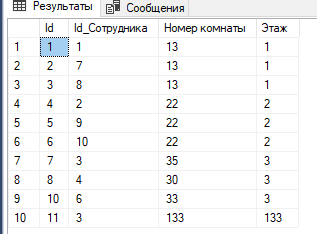 Результаты Сообщения
Id Id_Сотрудника Номер комнаты Этаж
1 1 1 13 1
2 2 7 13 1
3 3 8 13 1
4 4 2 22 2
5 5 9 22 2
6 6 10 22 2
7 7 3 35 3
8 8 4 30 3
9 10 6 33 3
10 11 3 133 133